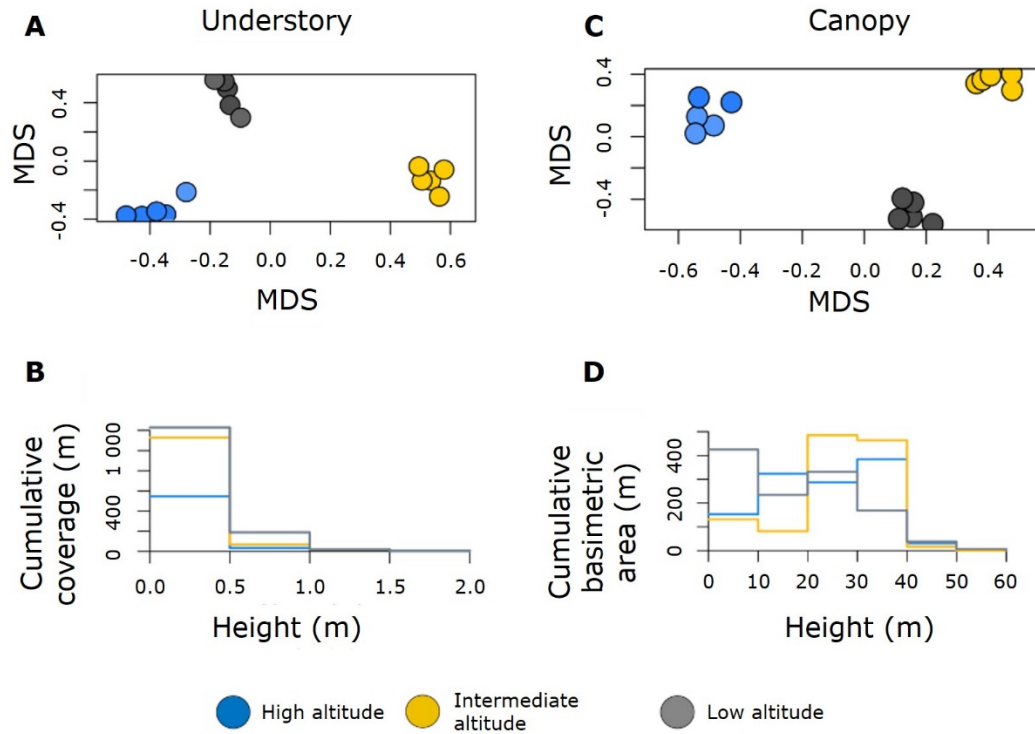 A
Understory
C
Canopy
0.4
0.0
-0.4
MDS
-0.4
-0.2
0.0
0.2
0.4
0.6
MDS
0.4
0.0
-0.4
MDS
-0.6
-0.4
0.0
0.2
0.4
MDS
B
Cumulative
coverage (m)
1 000
400
0
0.0
0.5
1.0
1.5
2.0
Height (m)
D
Cumulative
basimetric
area (m)
400
200
0
0
10
20
30
40
50
60
Height (m)
High altitude
Intermediate
altitude
Low altitude